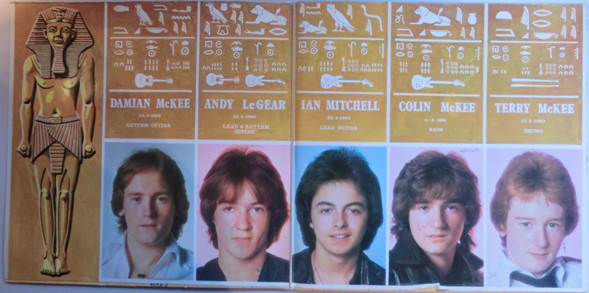 DAMIAN McKEE
RHYTHM GUITAR
ANDY LeGEAR
LEAD & RHYTHM
GUITAR
IAN MITCHELL
LEAD GUITAR
COLIN McKEE
BASS
TERRY McKEE
DRUMS